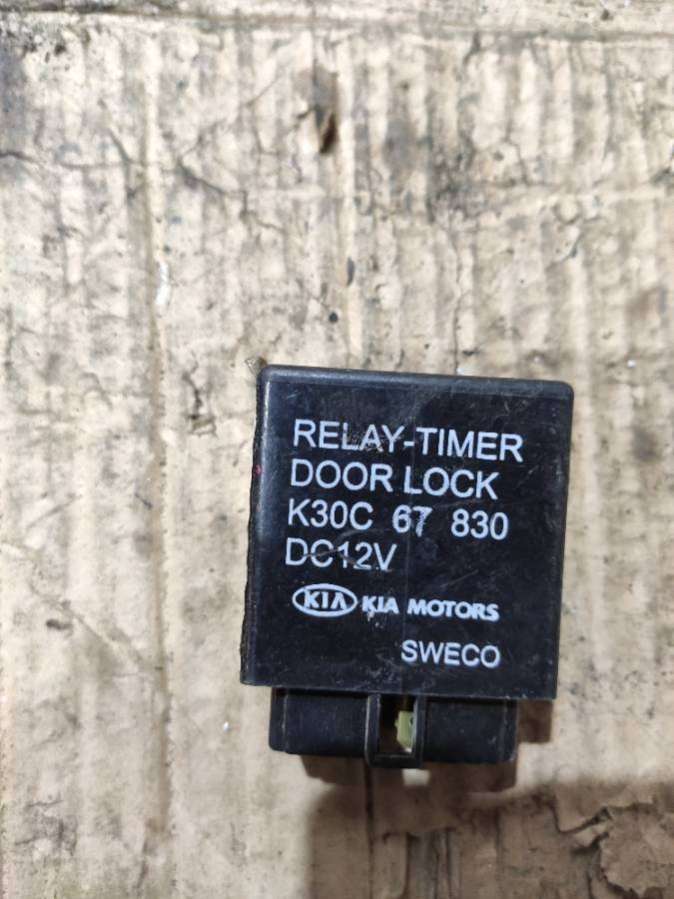 RELAY-TIMER
DOOR LOCK
K30C 67 830
DC12V
KIA KIA MOTORS
SWECO